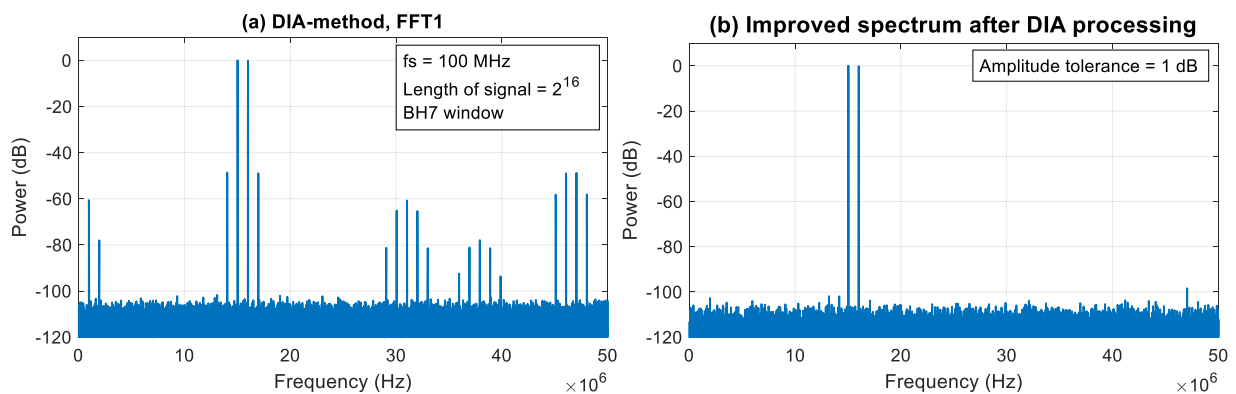 (a) DIA-method, FFT1
fs = 100 MHz
Length of signal = 2^16
BH7 window
Power (dB)
0
-20
-40
-60
-80
-100
-120
0 10 20 30 40 50
Frequency (Hz)
×10^6
(b) Improved spectrum after DIA processing
Amplitude tolerance = 1 dB
Power (dB)
0
-20
-40
-60
-80
-100
-120
0 10 20 30 40 50
Frequency (Hz)
×10^6